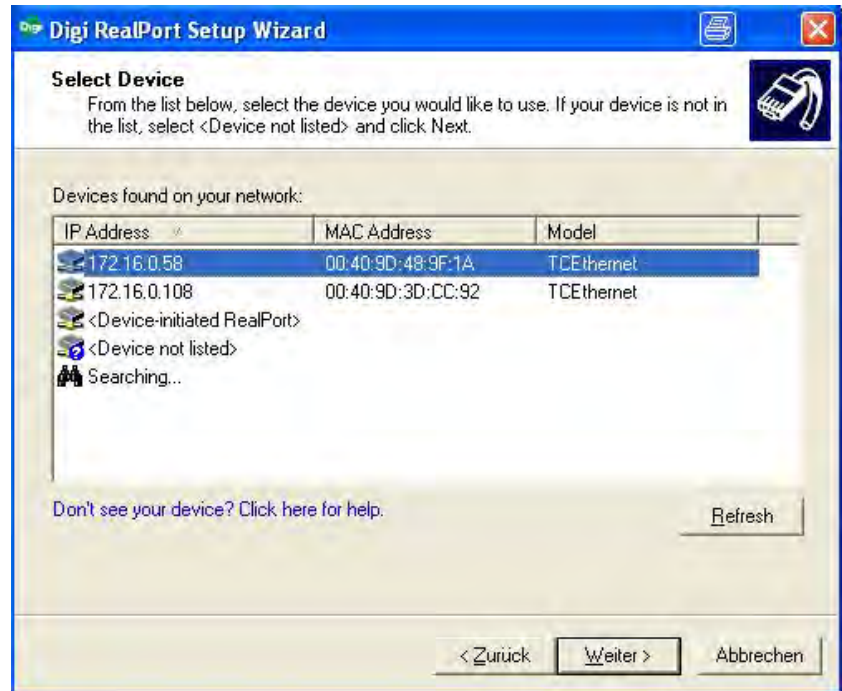 Digi Digi RealPort Setup Wizard
Select Device
From the list below, select the device you would like to use. If your device is not in
the list, select <Device not listed> and click Next.
Devices found on your network:
IP Address MAC Address Model
172.16.0.58 00:40:9D:48:9F:1A TCEthernet
172.16.0.108 00:40:9D:3D:CC:92 TCEthernet
<Device-initiated RealPort>
<Device not listed>
Searching...
Don't see your device? Click here for help.
Refresh
< Zurück Weiter > Abbrechen